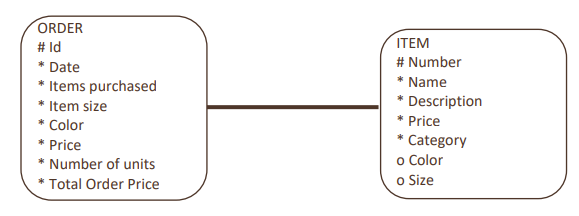 ORDER
# Id
* Date
* Items purchased
* Item size
* Color
* Price
* Number of units
* Total Order Price
ITEM
# Number
* Name
* Description
* Price
* Category
o Color
o Size